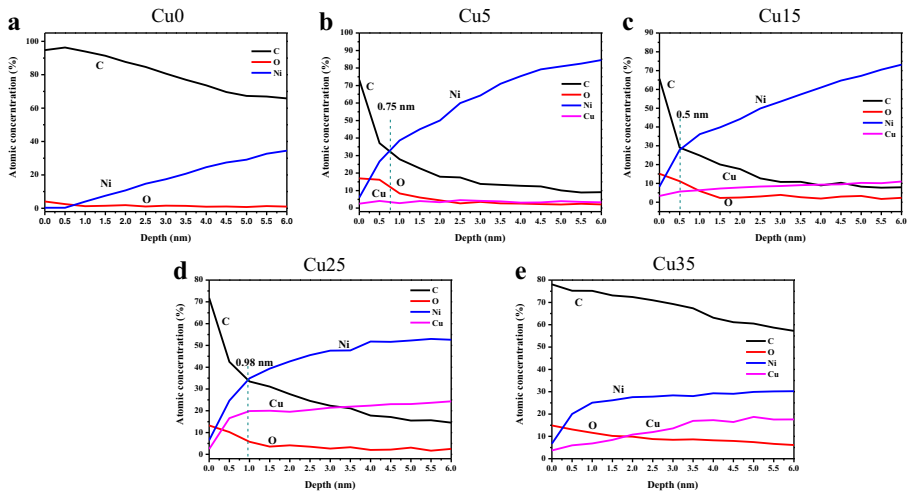 a
Cu0
100
80
60
40
20
0
Atomic concentration (%)
C
O
Ni
C
Ni
O
0.0 0.5 1.0 1.5 2.0 2.5 3.0 3.5 4.0 4.5 5.0 5.5 6.0
Depth (nm)
b
Cu5
100
90
80
70
60
50
40
30
20
10
0
Atomic concentration (%)
C
O
Ni
Cu
C
0.75 nm
Ni
O
Cu
0.0 0.5 1.0 1.5 2.0 2.5 3.0 3.5 4.0 4.5 5.0 5.5 6.0
Depth (nm)
c
Cu15
90
80
70
60
50
40
30
20
10
0
Atomic concentration (%)
C
O
Ni
Cu
C
0.5 nm
Ni
Cu
O
0.0 0.5 1.0 1.5 2.0 2.5 3.0 3.5 4.0 4.5 5.0 5.5 6.0
Depth (nm)
d
Cu25
80
70
60
50
40
30
20
10
0
Atomic concerntration (%)
C
O
Ni
Cu
C
0.98 nm
Ni
Cu
O
0.0 0.5 1.0 1.5 2.0 2.5 3.0 3.5 4.0 4.5 5.0 5.5 6.0
Depth (nm)
e
Cu35
80
70
60
50
40
30
20
10
0
Atomic concerntration (%)
C
O
Ni
Cu
C
Ni
Cu
O
0.0 0.5 1.0 1.5 2.0 2.5 3.0 3.5 4.0 4.5 5.0 5.5 6.0
Depth (nm)